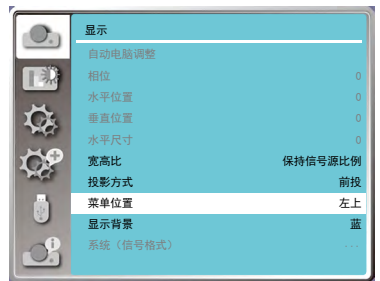 显示
自动电脑调整
相位 0
水平位置 0
垂直位置 0
水平尺寸 0
宽高比 保持信号源比例
投影方式 前投
菜单位置 左上
显示背景 蓝
系统（信号格式） ---